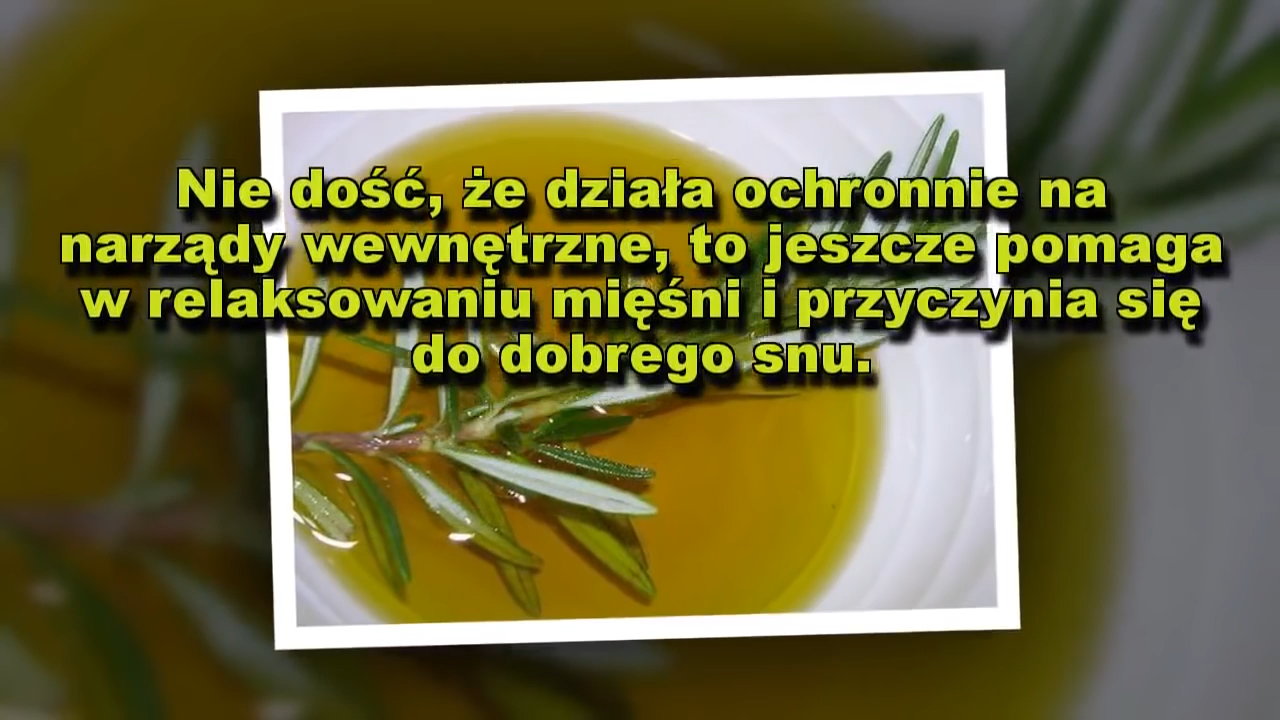 Nie dość, że działa ochronnie na
narządy wewnętrzne, to jeszcze pomaga
w relaksowaniu mięśni i przyczynia się
do dobrego snu.